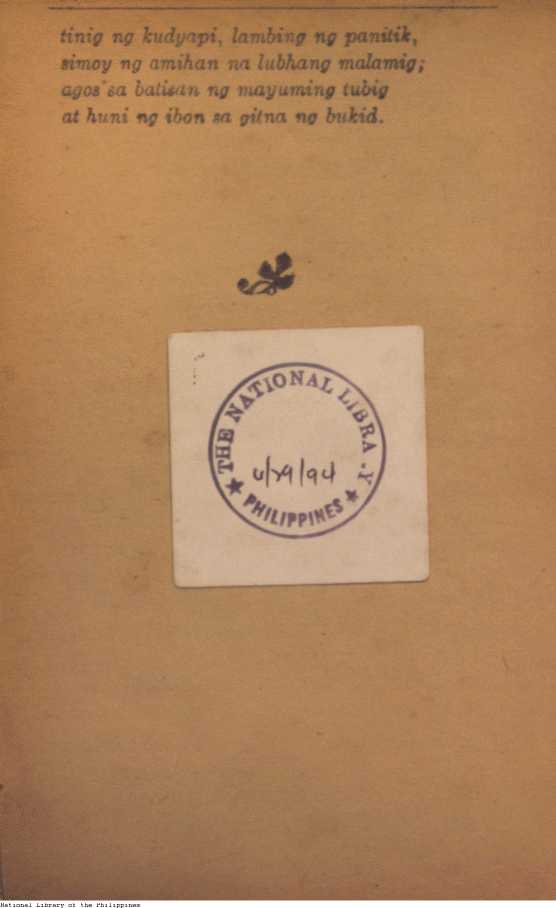 tinig ng kudyapi, lambing ng panitik,
simoy ng amihan na lubhang malamig;
agos sa batisan ng mayuming tubig
at huni ng ibon sa gitna ng bukid.
THE NATIONAL LIBRA.Y
PHILIPPINES
National Library of the Philippines